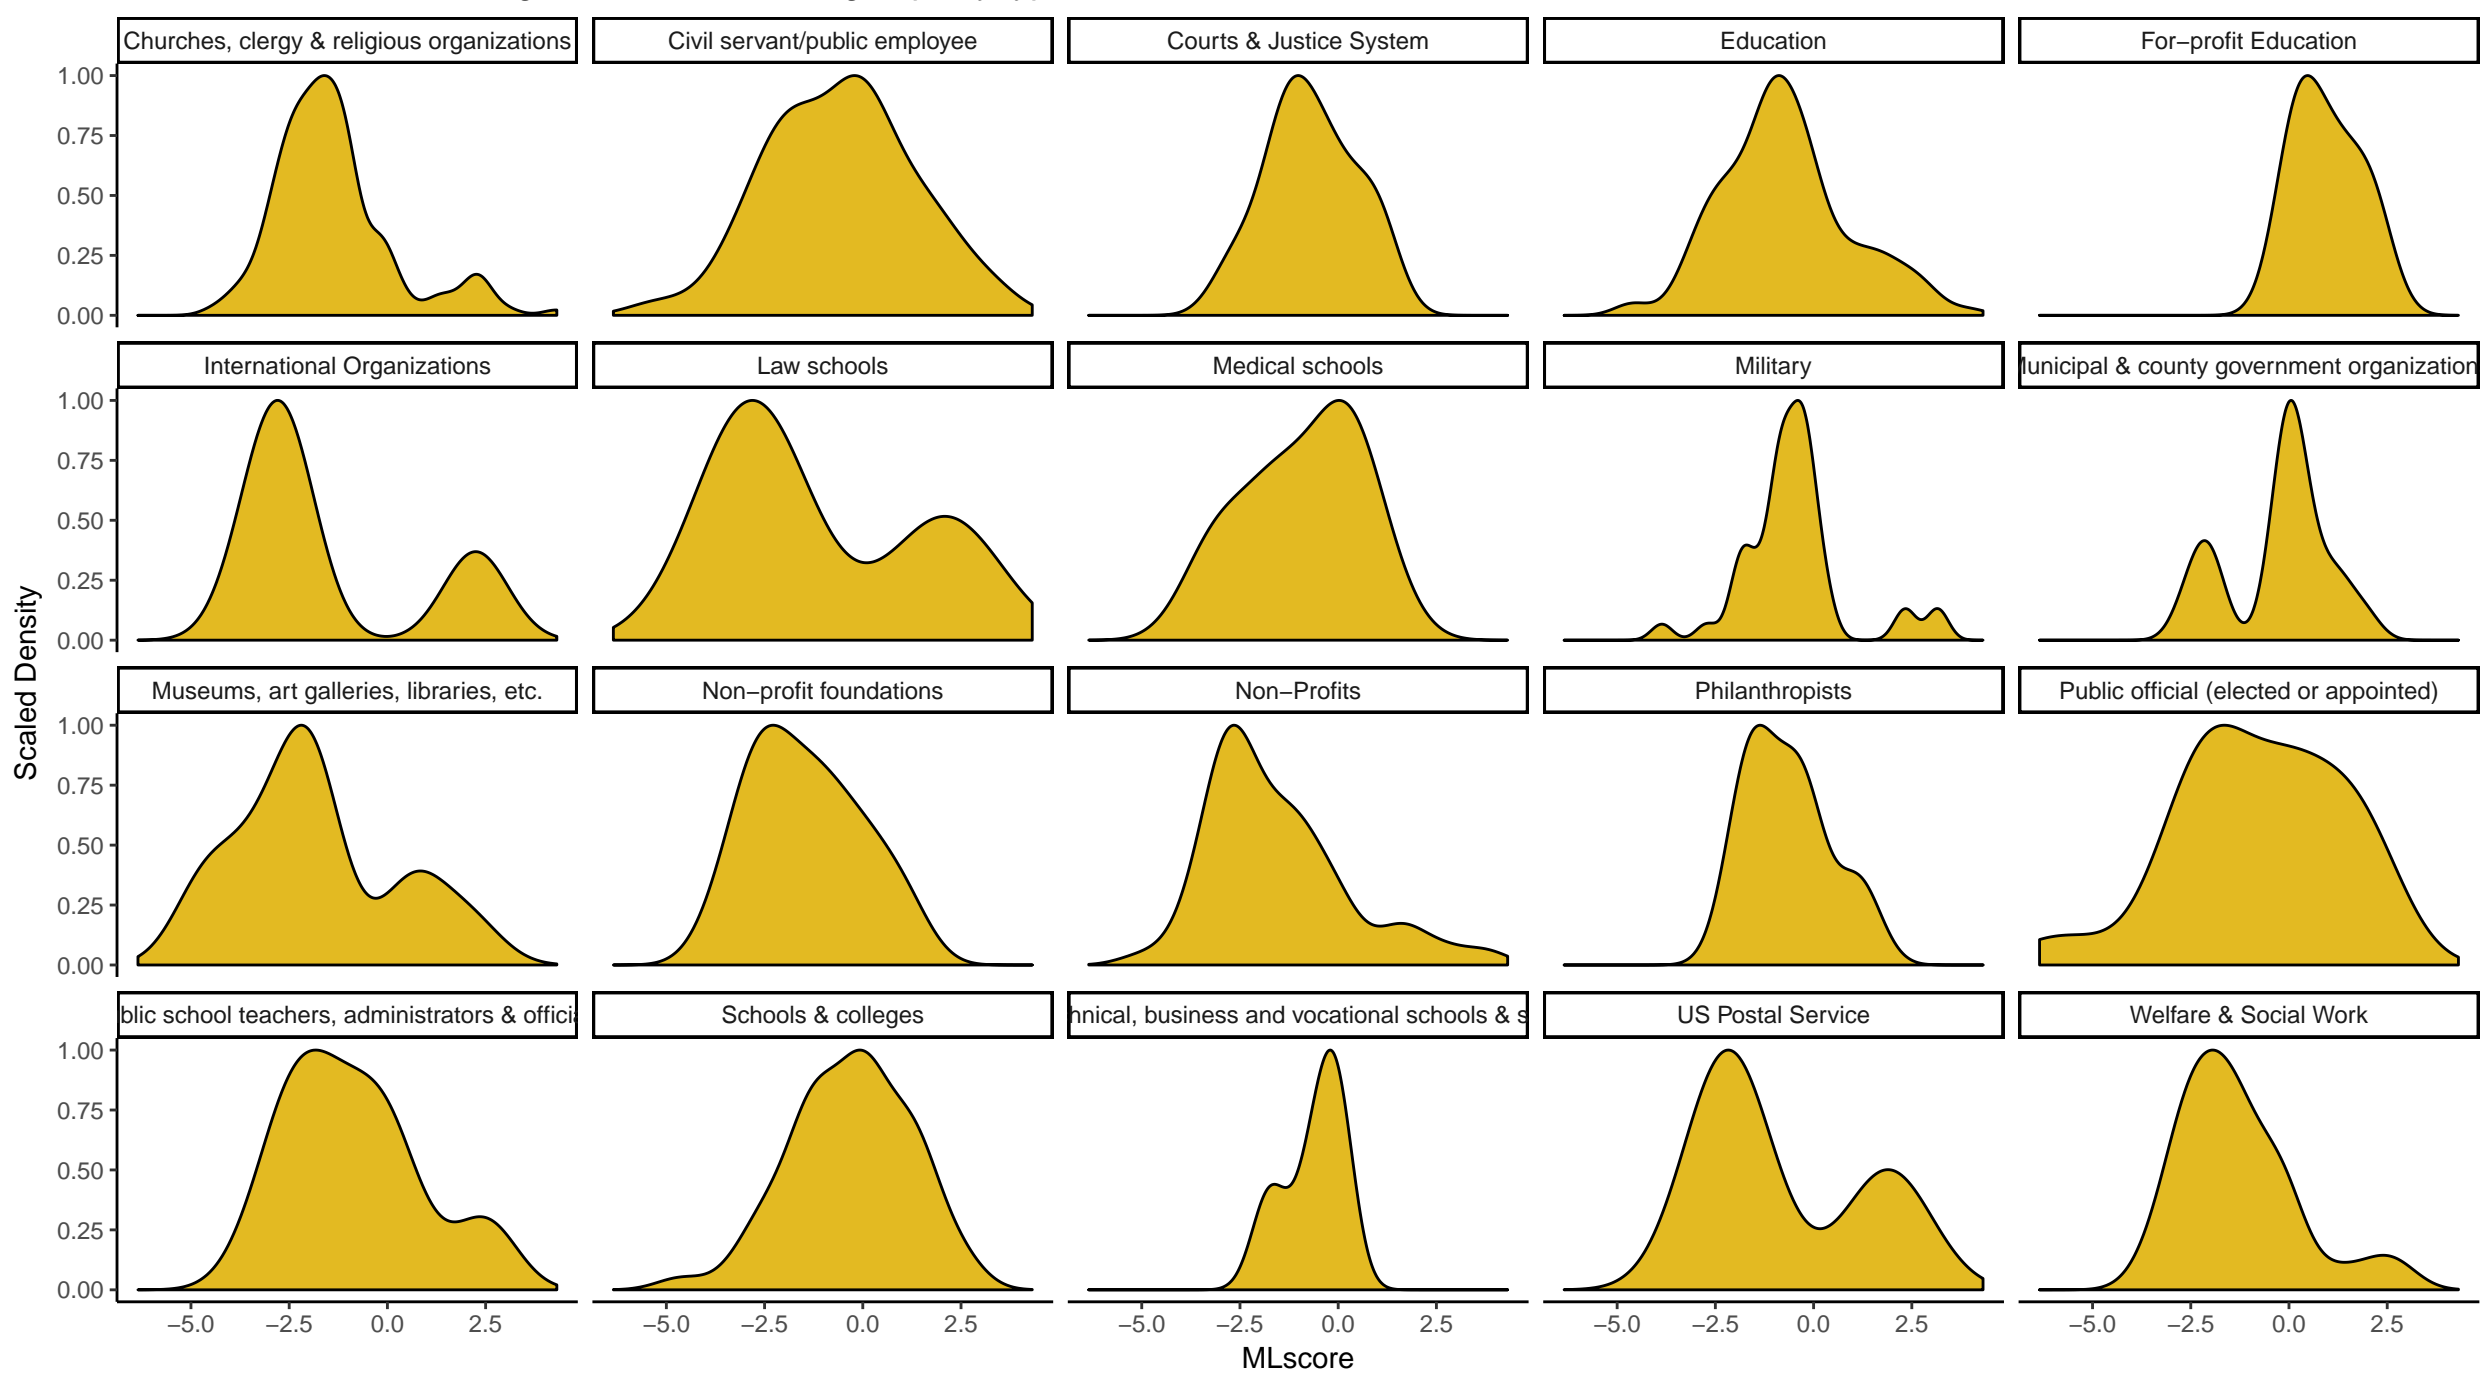 Churches, clergy & religious organizations
Civil servant/public employee
Courts & Justice System
Education
For−profit Education
1.00
0.75
0.50
0.25
0.00
International Organizations
Law schools
Medical schools
Military
& county government
1.00
0.75
0.50
0.25
0.00
Museums, art galleries, libraries, etc.
Non−profit foundations
Non−Profits
Philanthropists
Public official (elected or appointed)
1.00
0.75
0.50
0.25
0.00
school teachers, administrators &
Schools & colleges
business and vocational schools &
US Postal Service
Welfare & Social Work
1.00
0.75
0.50
0.25
0.00
−5.0 −2.5 0.0 2.5
−5.0 −2.5 0.0 2.5
−5.0 −2.5 0.0 2.5
−5.0 −2.5 0.0 2.5
−5.0 −2.5 0.0 2.5
MLscore
Scaled Density